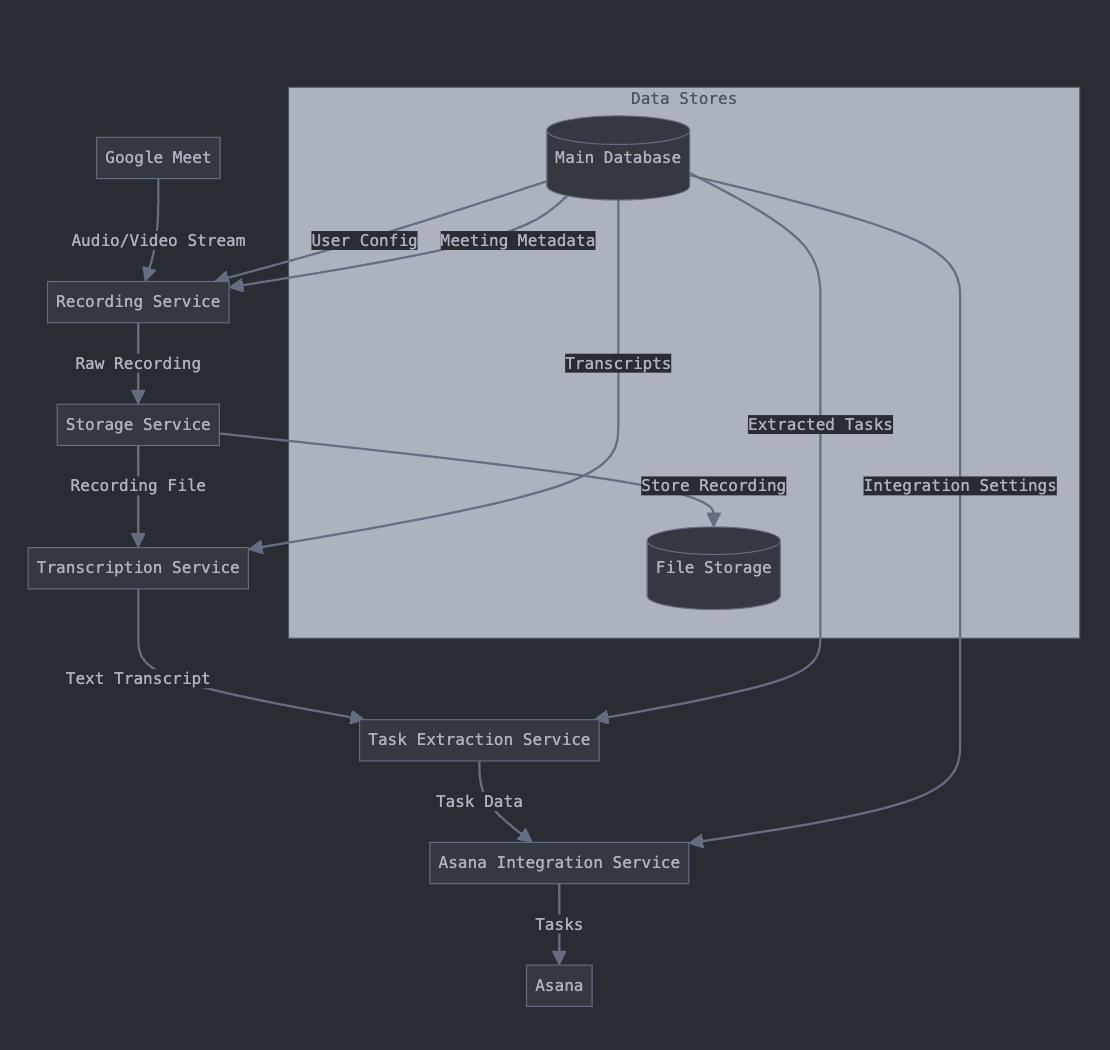 Data Stores
Main Database
Google Meet
Audio/Video Stream
User Config
Meeting Metadata
Recording Service
Raw Recording
Transcripts
Storage Service
Extracted Tasks
Recording File
Store Recording
Integration Settings
Transcription Service
File Storage
Text Transcript
Task Extraction Service
Task Data
Asana Integration Service
Tasks
Asana